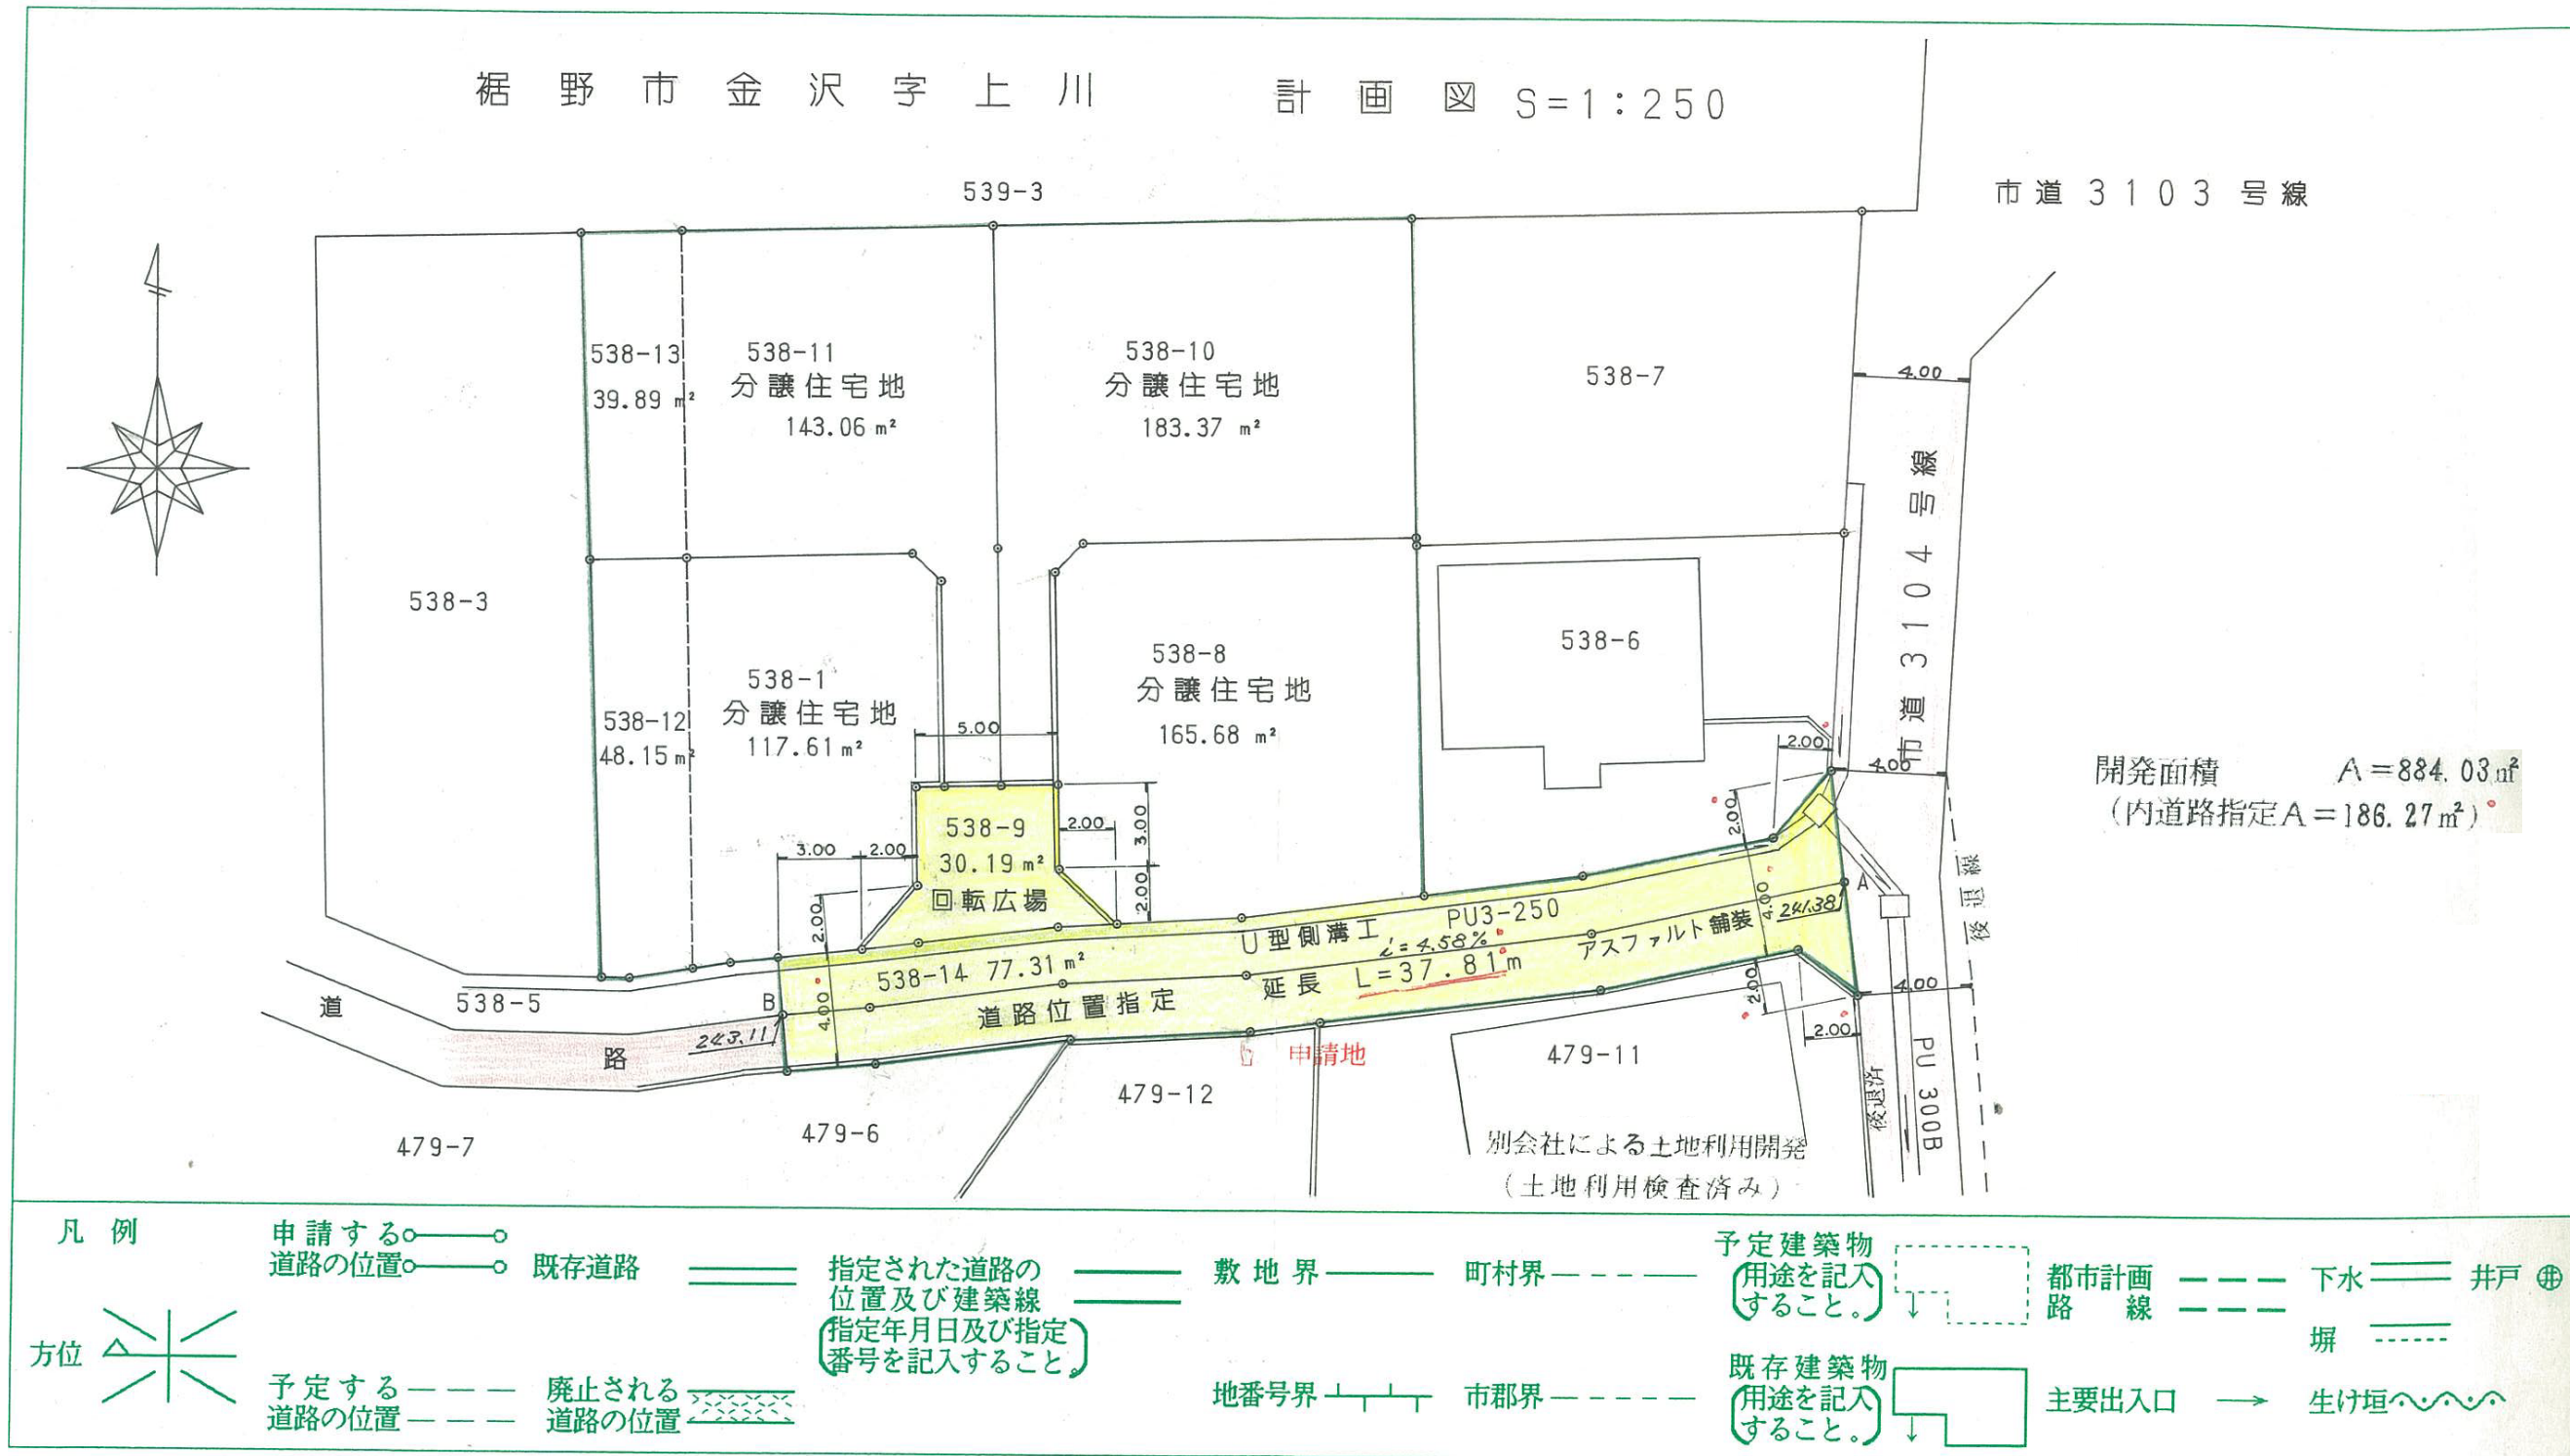 裾野市金沢字上川 計画図 S=1:250
市道3103号線
539-3
538-13
39.89 m²
538-11
分譲住宅地
143.06 m²
538-10
分譲住宅地
183.37 m²
538-7
4.00
市道3104号線
538-3
538-12
48.15 m²
538-1
分譲住宅地
117.61 m²
5.00
538-8
分譲住宅地
165.68 m²
538-6
2.00
4.00
開発面積 A=884.03㎡
(内道路指定A=186.27㎡)
538-9
30.19 m²
回転広場
3.00
2.00
2.00
2.00
3.00
2.00
2.00
4.00
後退線
A
241.38
U型側溝工 PU3-250
i=4.58%
アスファルト舗装
538-14 77.31 m²
延長 L=37.81m
道路位置指定
B
4.00
243.11
道
538-5
路
2.00
2.00
4.00
申請地
479-11
479-12
479-6
479-7
後退済
PU 300B
別会社による土地利用開発
(土地利用検査済み)
凡例
申請する
道路の位置
既存道路
指定された道路の
位置及び建築線
(指定年月日及び指定
番号を記入すること。)
敷地界
町村界
予定建築物
(用途を記入
すること。)
都市計画
路線
下水
井戸 井
塀
方位
予定する
道路の位置
廃止される
道路の位置
地番号界
市郡界
既存建築物
(用途を記入
すること。)
主要出入口
生け垣